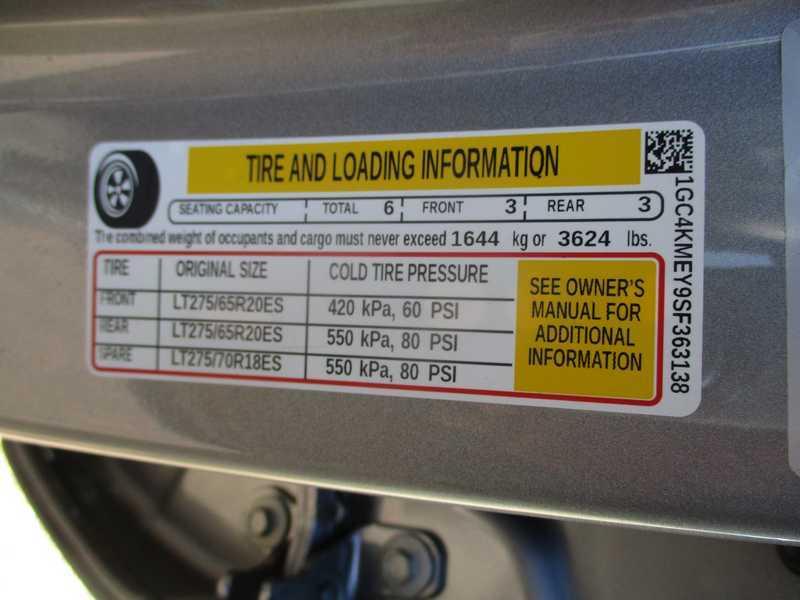 TIRE AND LOADING INFORMATION
SEATING CAPACITY TOTAL 6 FRONT 3 REAR 3
The combined weight of occupants and cargo must never exceed 1644 kg or 3624 lbs.
TIRE ORIGINAL SIZE COLD TIRE PRESSURE
FRONT LT275/65R20ES 420 kPa, 60 PSI
REAR LT275/65R20ES 550 kPa, 80 PSI
SPARE LT275/70R18ES 550 kPa, 80 PSI
SEE OWNER'S
MANUAL FOR
ADDITIONAL
INFORMATION
1GC4KMEY9SF363138